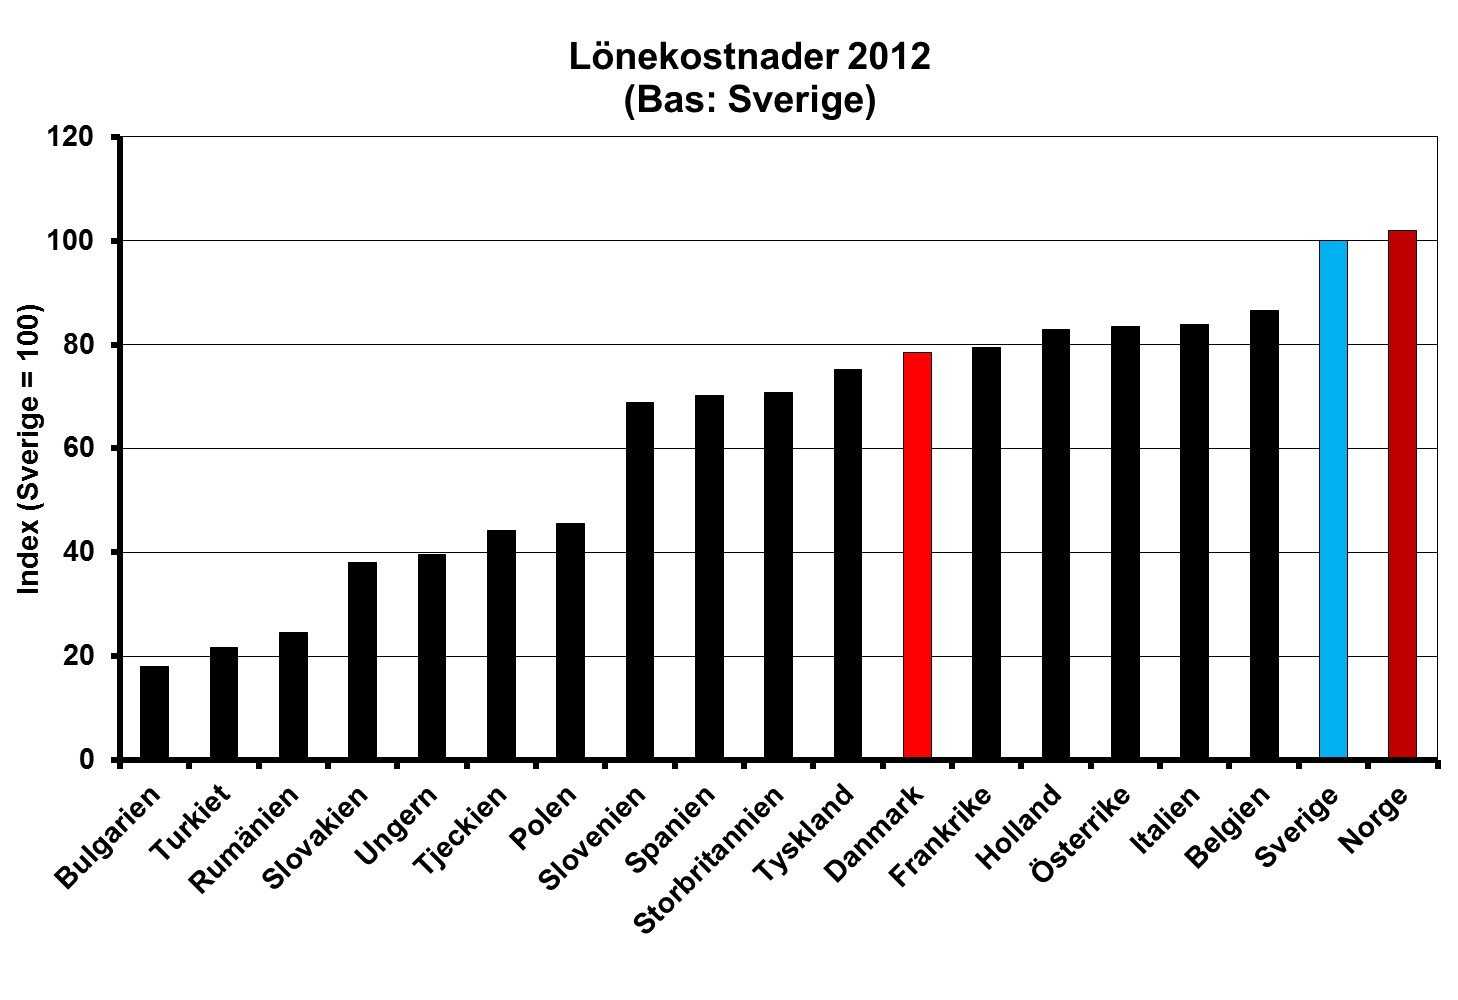 Lönekostnader 2012
(Bas: Sverige)
Index (Sverige = 100)
120
100
80
60
40
20
0
Bulgarien
Turkiet
Rumänien
Slovakien
Ungern
Tjeckien
Polen
Slovenien
Spanien
Storbritannien
Tyskland
Danmark
Frankrike
Holland
Österrike
Italien
Belgien
Sverige
Norge